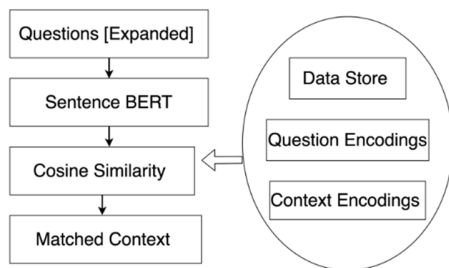 Questions [Expanded]
Sentence BERT
Cosine Similarity
Matched Context
Data Store
Question Encodings
Context Encodings